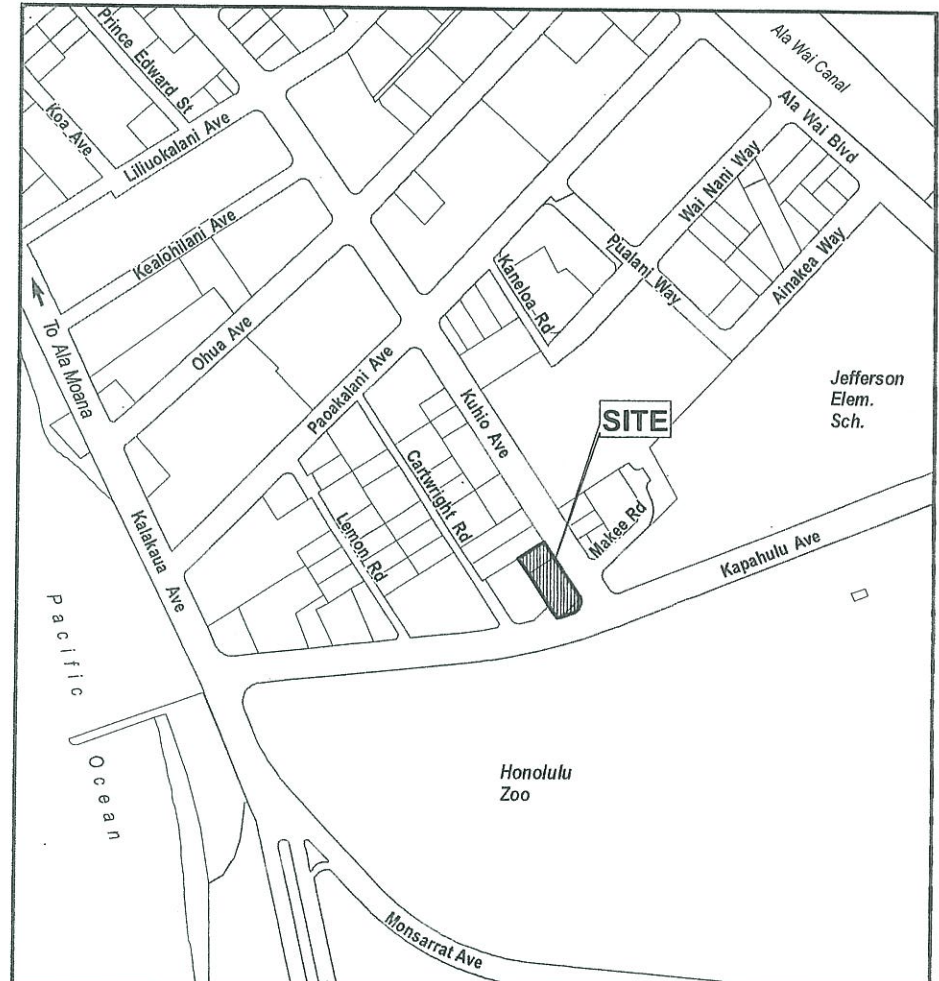 Prince Edward St
Koa Ave
Liliuokalani Ave
Ala Wai Canal
Ala Wai Blvd
Kealohilani Ave
Wai Nani Way
Pualani Way
Ainakea Way
Kaneloa Rd
To Ala Moana
Ohua Ave
Paoakalani Ave
Kuhio Ave
Jefferson
Elem.
Sch.
SITE
Cartwright Rd
Lemon Rd
Makee Rd
Kalakaua Ave
Kapahulu Ave
Pacific
Ocean
Honolulu
Zoo
Monsarrat Ave